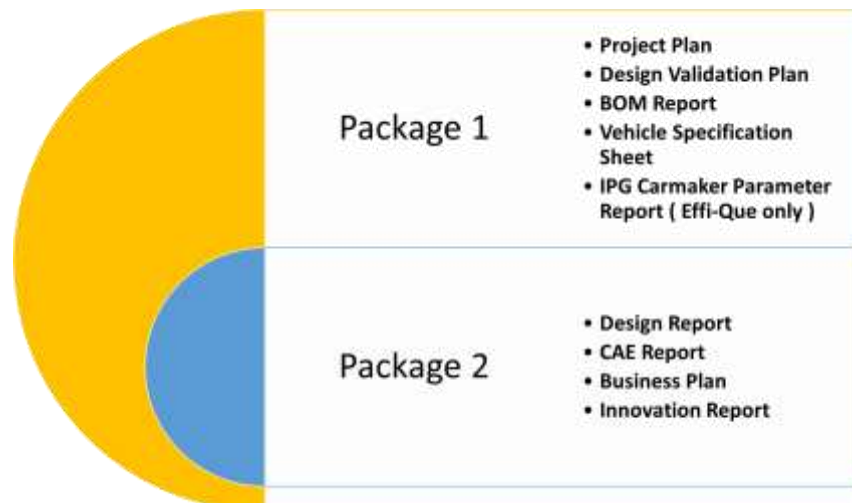 Package 1
• Project Plan
• Design Validation Plan
• BOM Report
• Vehicle Specification
Sheet
• IPG Carmaker Parameter
Report ( Effi-Que only )
Package 2
• Design Report
• CAE Report
• Business Plan
• Innovation Report